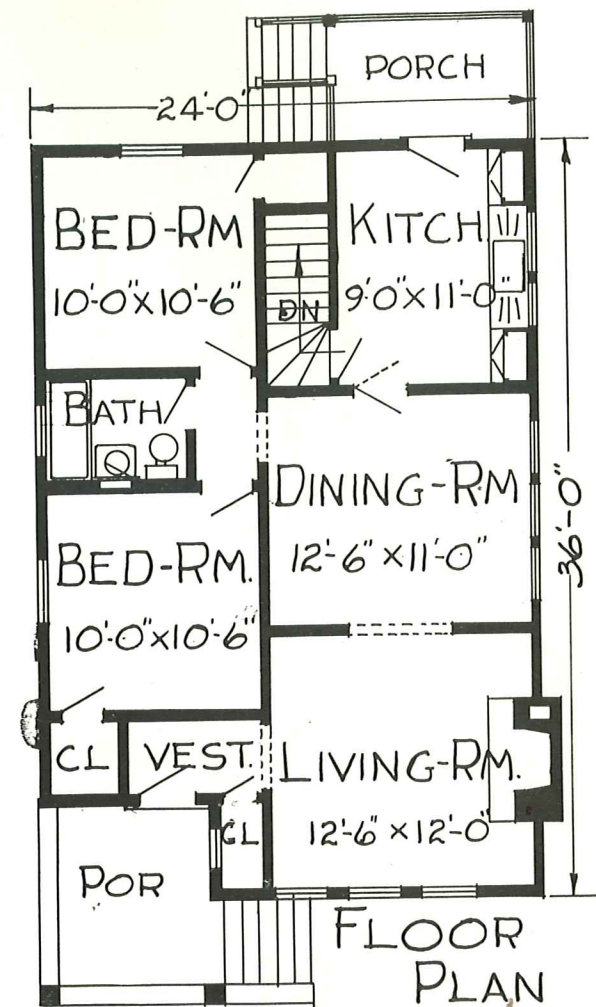 PORCH
24'-0"
BED-RM
10'-0"X10'-6"
KITCH.
9'-0"X11'-0"
DN
BATH
DINING-RM
12'-6"X11'-0"
36'-0"
BED-RM.
10'-0"X10'-6"
CL
VEST.
LIVING-RM.
12'-6"X12'-0"
CL
POR
FLOOR
PLAN